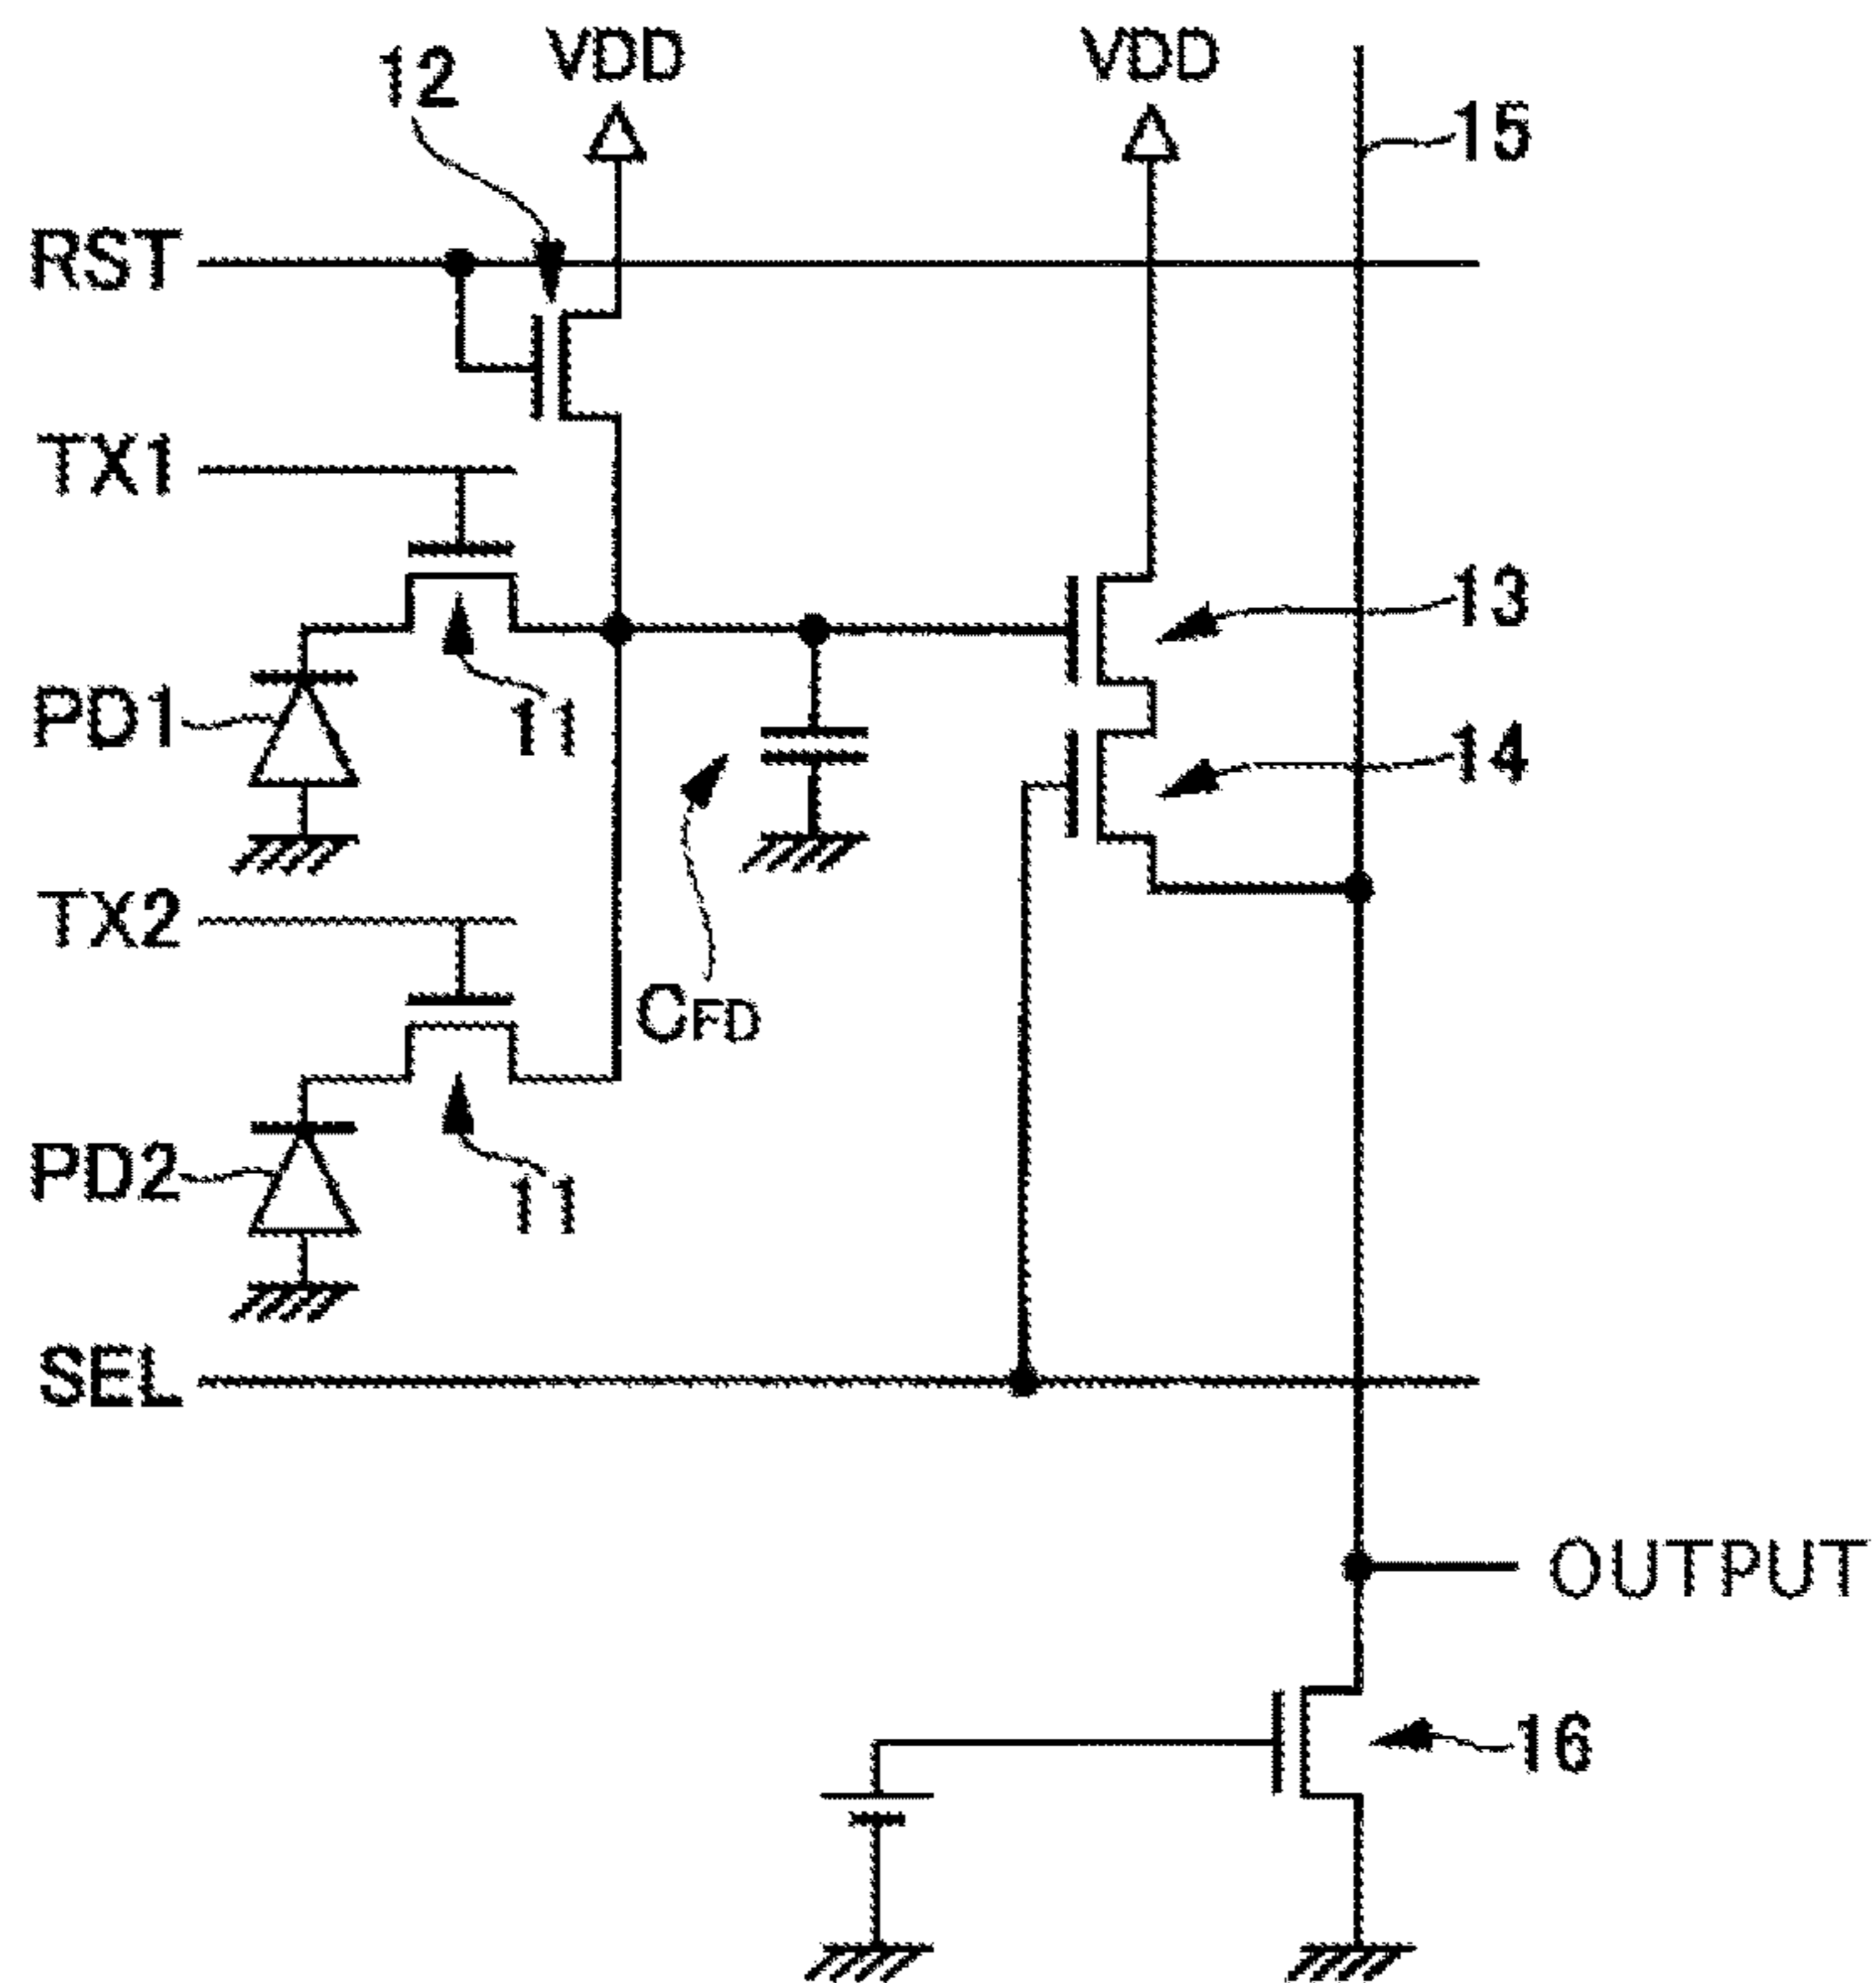 12
VDD
VDD
15
RST
TX1
13
PD1
11
14
TX2
CFD
PD2
11
SEL
OUTPUT
16